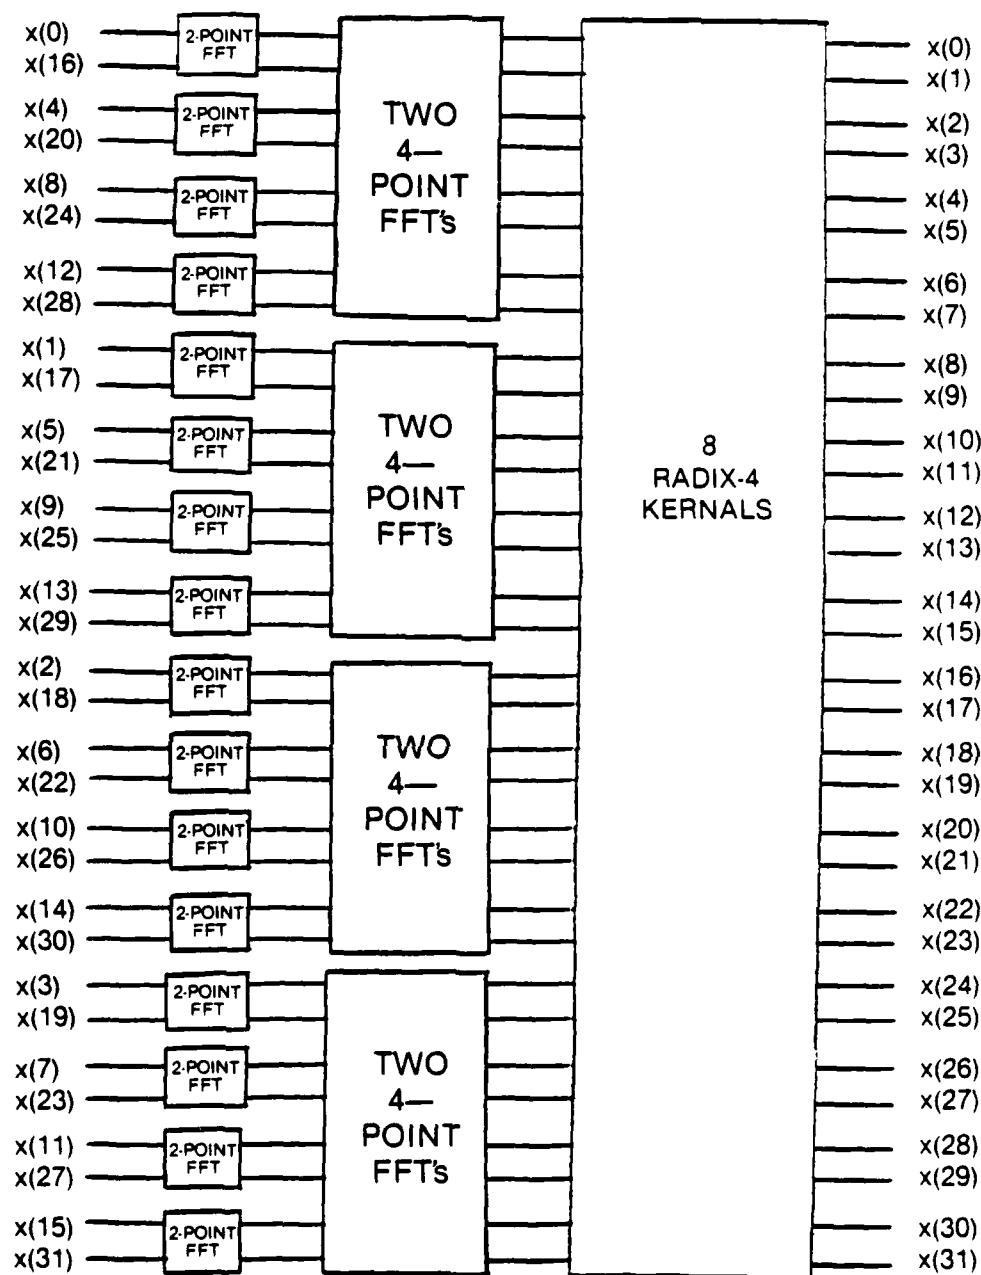 x(0)
x(16)
x(4)
x(20)
x(8)
x(24)
x(12)
x(28)
x(1)
x(17)
x(5)
x(21)
x(9)
x(25)
x(13)
x(29)
x(2)
x(18)
x(6)
x(22)
x(10)
x(26)
x(14)
x(30)
x(3)
x(19)
x(7)
x(23)
x(11)
x(27)
x(15)
x(31)
2-POINT
FFT
2-POINT
FFT
2-POINT
FFT
2-POINT
FFT
2-POINT
FFT
2-POINT
FFT
2-POINT
FFT
2-POINT
FFT
2-POINT
FFT
2-POINT
FFT
2-POINT
FFT
2-POINT
FFT
2-POINT
FFT
2-POINT
FFT
2-POINT
FFT
2-POINT
FFT
TWO
4—
POINT
FFT's
TWO
4—
POINT
FFT's
TWO
4—
POINT
FFT's
TWO
4—
POINT
FFT's
8
RADIX-4
KERNALS
x(0)
x(1)
x(2)
x(3)
x(4)
x(5)
x(6)
x(7)
x(8)
x(9)
x(10)
x(11)
x(12)
x(13)
x(14)
x(15)
x(16)
x(17)
x(18)
x(19)
x(20)
x(21)
x(22)
x(23)
x(24)
x(25)
x(26)
x(27)
x(28)
x(29)
x(30)
x(31)